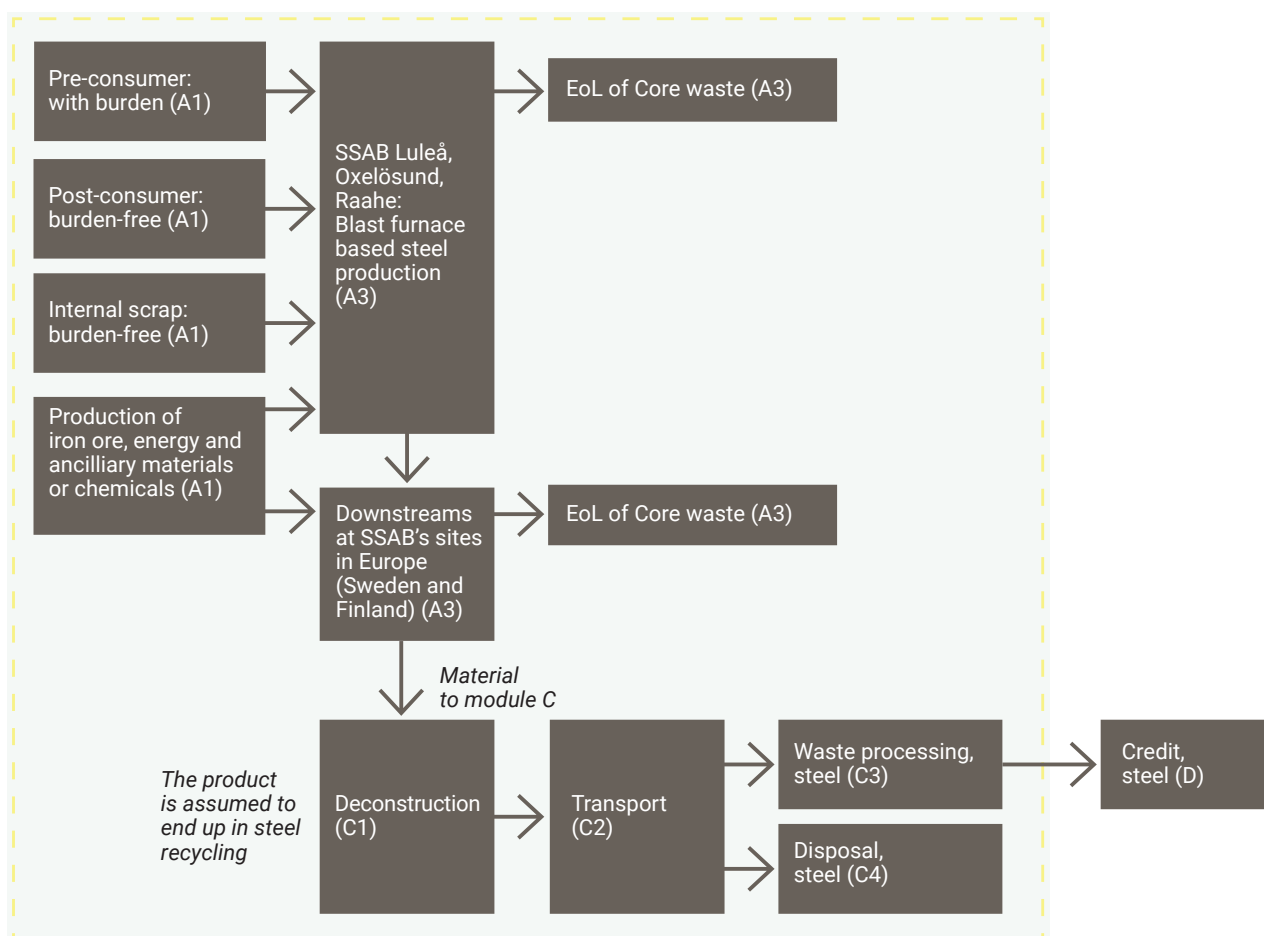 Pre-consumer:
with burden (A1)
Post-consumer:
burden-free (A1)
Internal scrap:
burden-free (A1)
Production of
iron ore, energy and
ancilliary materials
or chemicals (A1)
SSAB Luleå,
Oxelösund,
Raahe:
Blast furnace
based steel
production
(A3)
EoL of Core waste (A3)
Downstreams
at SSAB’s sites
in Europe
(Sweden and
Finland) (A3)
EoL of Core waste (A3)
Material
to module C
The product
is assumed to
end up in steel
recycling
Deconstruction
(C1)
Transport
(C2)
Waste processing,
steel (C3)
Disposal,
steel (C4)
Credit,
steel (D)